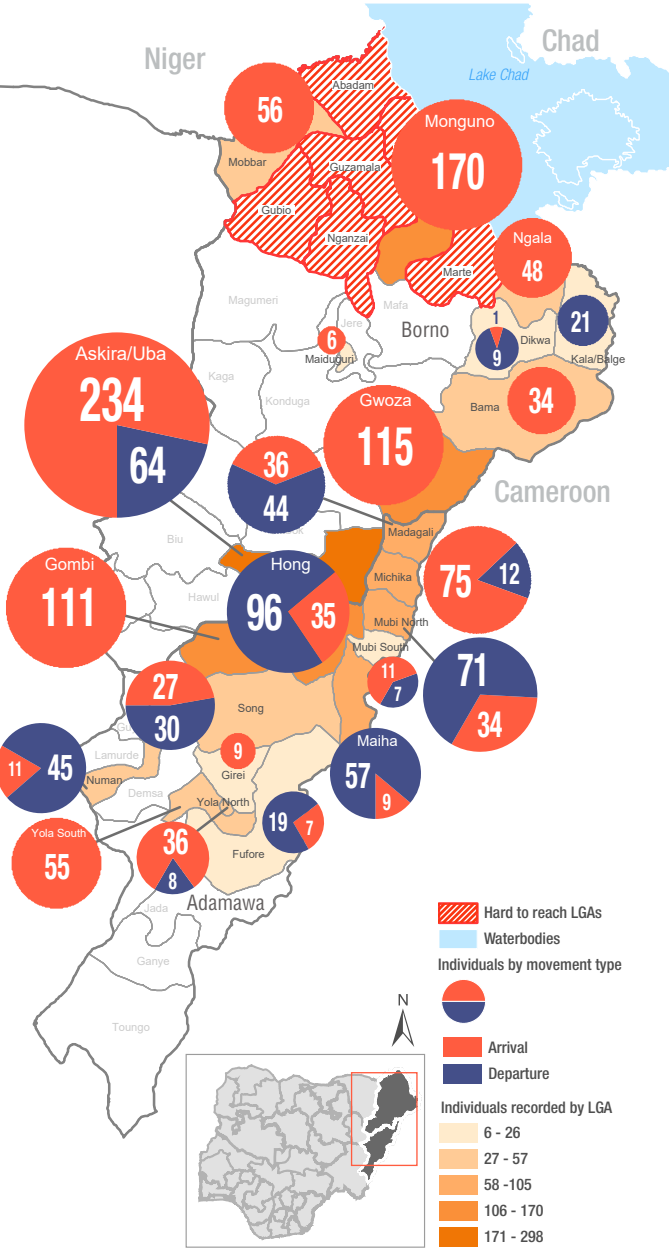 Niger
Chad
Lake Chad
Abadam
56
Monguno
170
Mobbar
Guzamala
Gubio
Nganzai
Ngala
48
Marte
Magumeri
Mafa
Jere
Borno
1
9
Dikwa
21
Kala/Balge
6
Maiduguri
Askira/Uba
234
64
Kaga
Konduga
Gwoza
115
Bama
34
36
44
Cameroon
ok
Biu
Madagali
Gombi
111
Hong
96
35
Michika
75
12
Hawul
Mubi North
Mubi South
11
7
71
34
27
30
Song
Gu
Lamurde
11
45
Numan
Demsa
9
Girei
Maiha
57
9
Yola North
Yola South
55
36
8
19
7
Fufore
Adamawa
Jada
Ganye
Toungo
Hard to reach LGAs
Waterbodies
Individuals by movement type
N
Arrival
Departure
Individuals recorded by LGA
6 - 26
27 - 57
58 -105
106 - 170
171 - 298